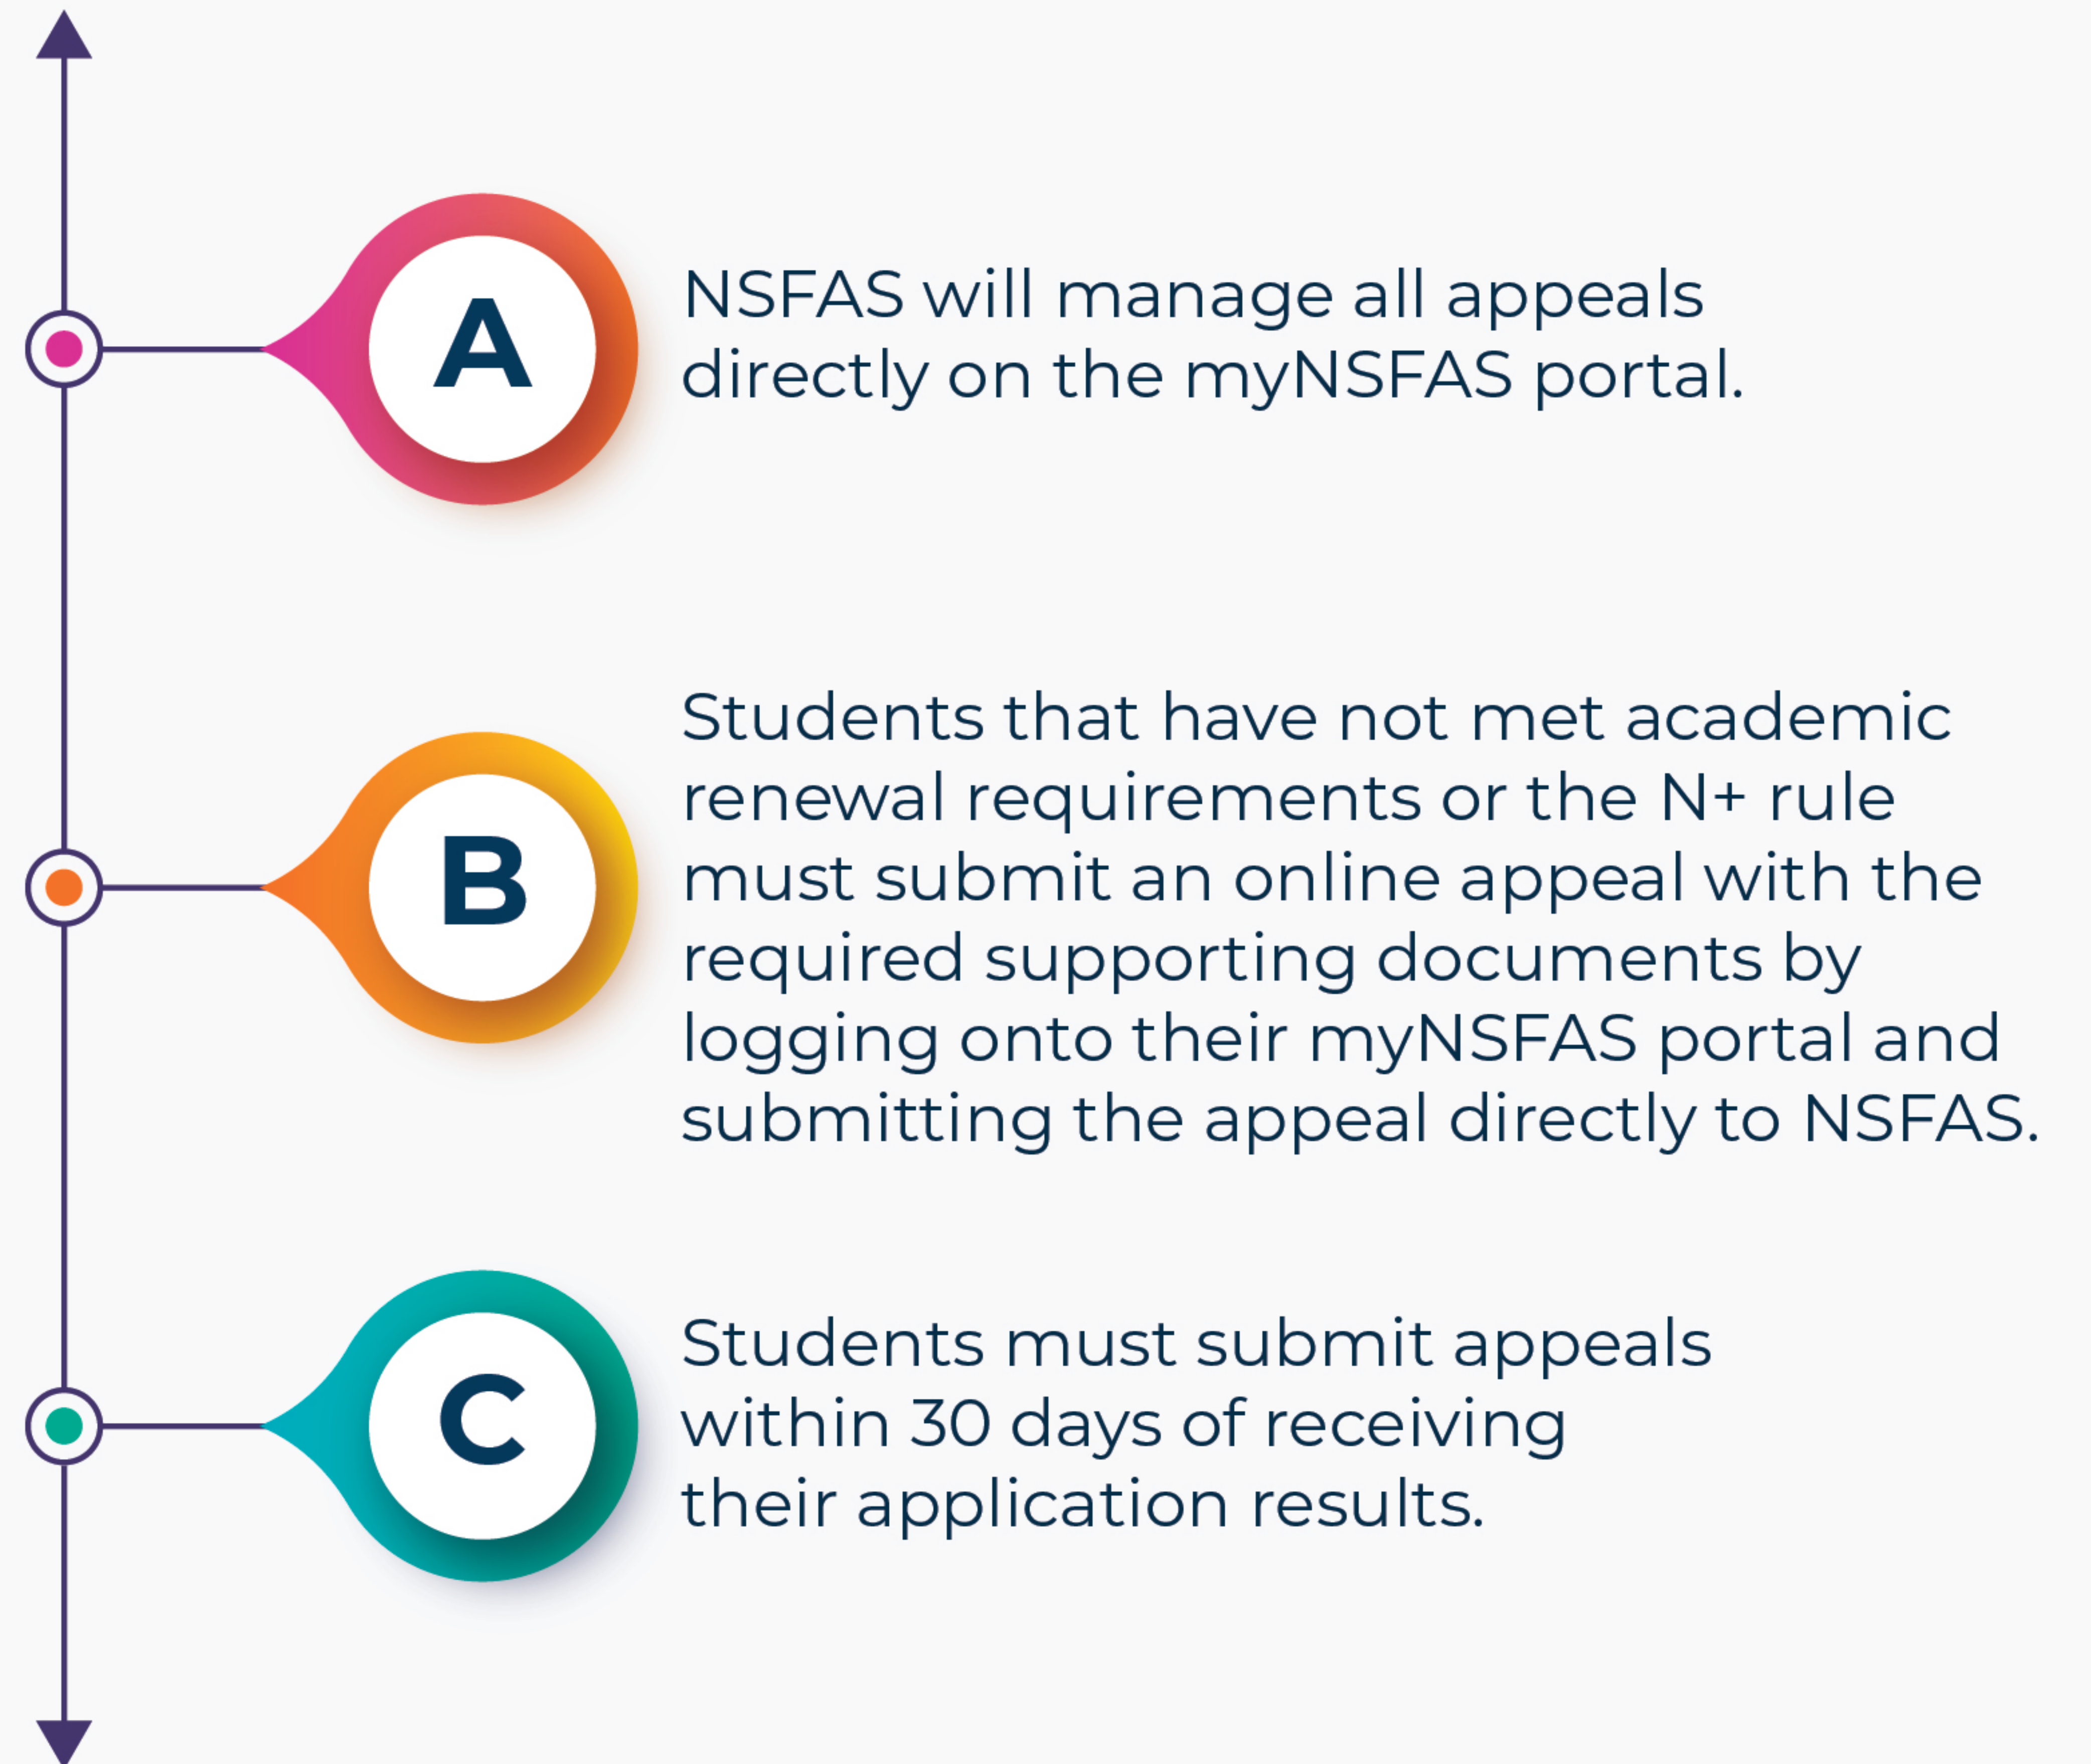 A
NSFAS will manage all appeals
directly on the myNSFAS portal.
B
Students that have not met academic
renewal requirements or the N+ rule
must submit an online appeal with the
required supporting documents by
logging onto their myNSFAS portal and
submitting the appeal directly to NSFAS.
C
Students must submit appeals
within 30 days of receiving
their application results.